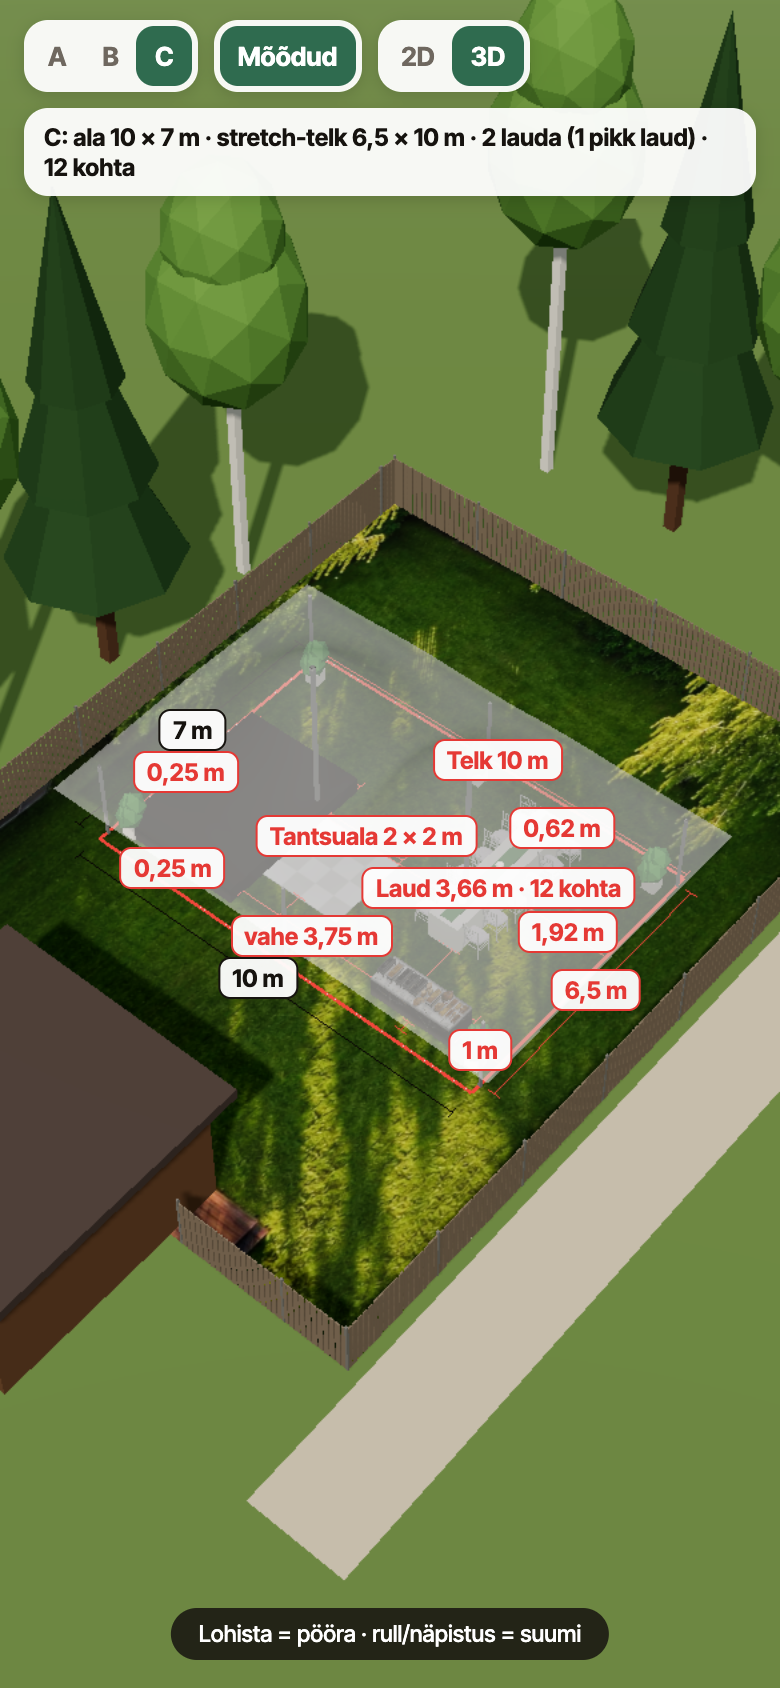 A B C Mõõdud 2D 3D
C: ala 10 × 7 m · stretch-telk 6,5 × 10 m · 2 lauda (1 pikk laud) ·
12 kohta
7 m
0,25 m
Telk 10 m
Tantsuala 2 × 2 m
0,62 m
0,25 m
Laud 3,66 m · 12 kohta
vahe 3,75 m
1,92 m
10 m
6,5 m
1 m
Lohista = pööra · rull/näpistus = suumi